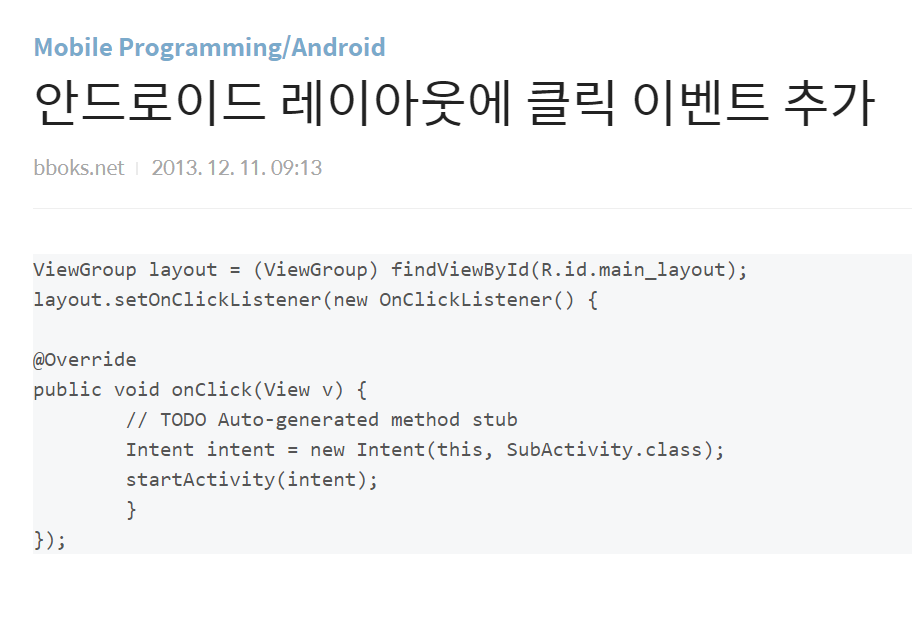 Mobile Programming/Android
안드로이드 레이아웃에 클릭 이벤트 추가
bboks.net | 2013. 12. 11. 09:13
ViewGroup layout = (ViewGroup) findViewById(R.id.main_layout);
layout.setOnClickListener(new OnClickListener() {
@Override
public void onClick(View v) {
// TODO Auto-generated method stub
Intent intent = new Intent(this, SubActivity.class);
startActivity(intent);
}
});